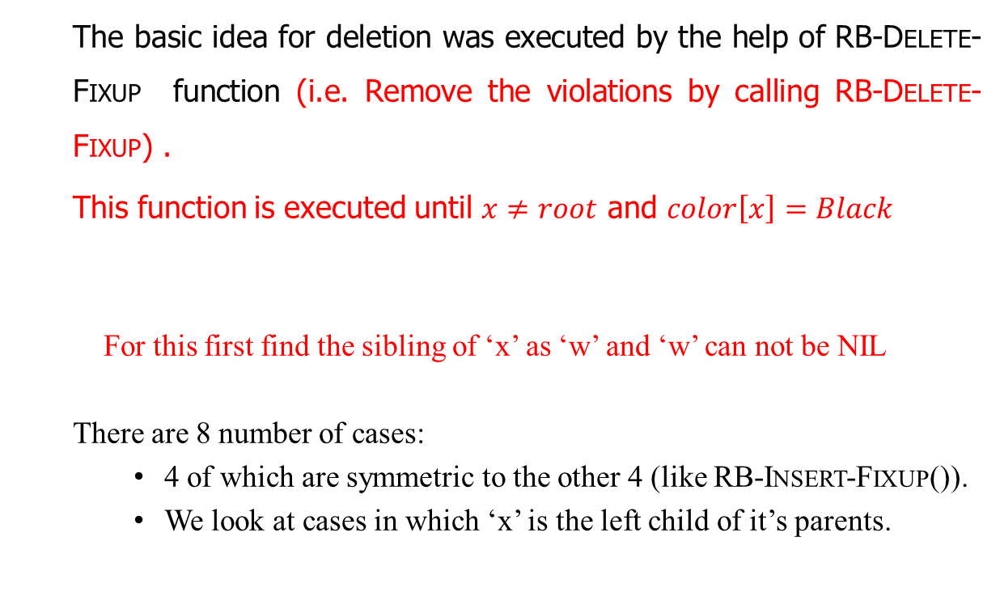 The basic idea for deletion was executed by the help of RB-DELETE-
FIXUP function (i.e. Remove the violations by calling RB-DELETE-
FIXUP) .
This function is executed until x ≠ root and color[x] = Black
For this first find the sibling of ‘x’ as ‘w’ and ‘w’ can not be NIL
There are 8 number of cases:
• 4 of which are symmetric to the other 4 (like RB-INSERT-FIXUP()).
• We look at cases in which ‘x’ is the left child of it’s parents.